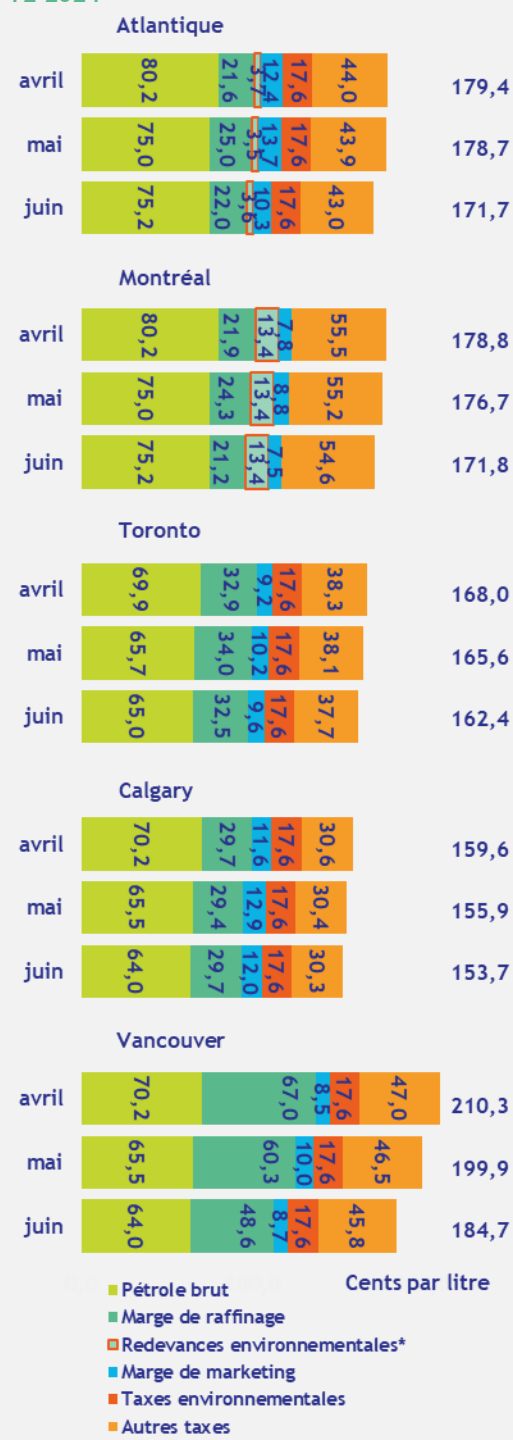 T2 2024
Atlantique
avril 80,2 21,6 3,7 12,4 17,6 44,0 179,4
mai 75,0 25,0 3,5 13,7 17,6 43,9 178,7
juin 75,2 22,0 3,6 10,3 17,6 43,0 171,7
Montréal
avril 80,2 21,9 13,4 7,8 55,5 178,8
mai 75,0 24,3 13,4 8,8 55,2 176,7
juin 75,2 21,2 13,4 7,5 54,6 171,8
Toronto
avril 69,9 32,9 9,2 17,6 38,3 168,0
mai 65,7 34,0 10,2 17,6 38,1 165,6
juin 65,0 32,5 9,6 17,6 37,7 162,4
Calgary
avril 70,2 29,7 11,6 17,6 30,6 159,6
mai 65,5 29,4 12,9 17,6 30,4 155,9
juin 64,0 29,7 12,0 17,6 30,3 153,7
Vancouver
avril 70,2 67,0 8,5 17,6 47,0 210,3
mai 65,5 60,3 10,0 17,6 46,5 199,9
juin 64,0 48,6 8,7 17,6 45,8 184,7
Cents par litre
Pétrole brut
Marge de raffinage
Redevances environnementales*
Marge de marketing
Taxes environnementales
Autres taxes